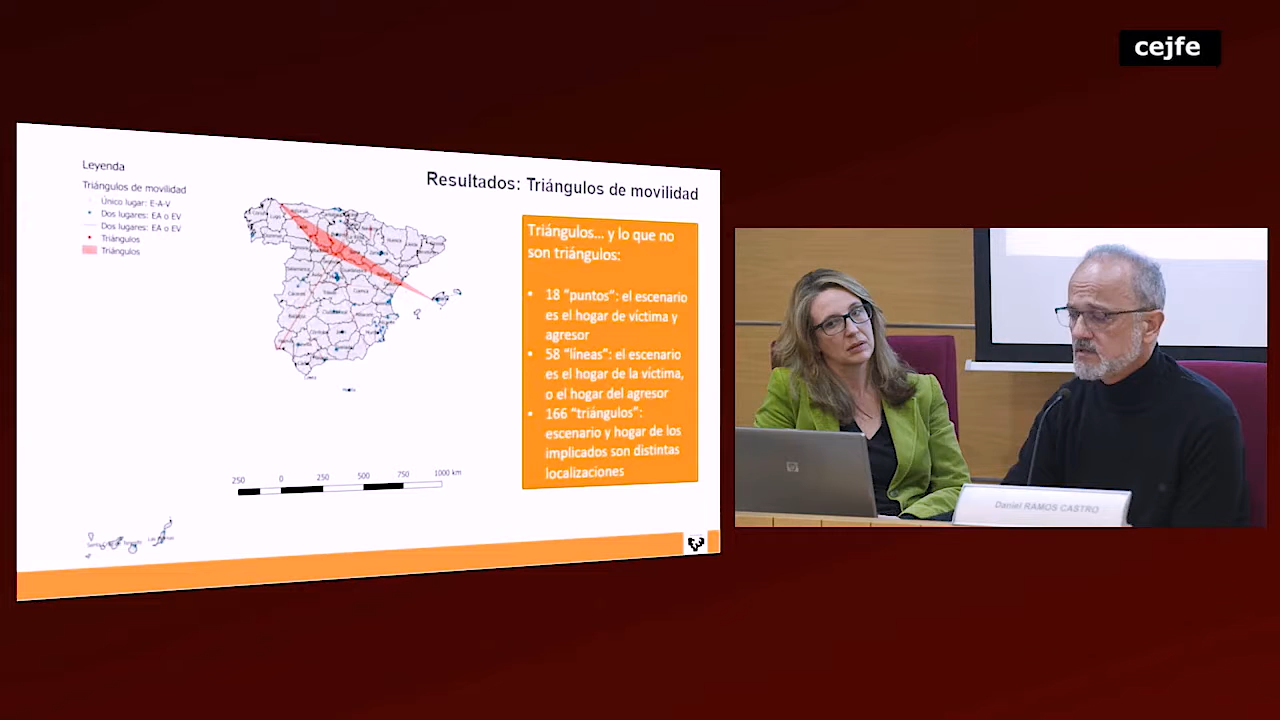 cejfe
Leyenda
Triángulos de movilidad
Único lugar: E-A-V
Dos lugares: EA o EV
Dos lugares: EA o EV
Triángulos
Triángulos
Resultados: Triángulos de movilidad
Triángulos... y lo que no
son triángulos:
• 18 "puntos": el escenario
es el hogar de víctima y
agresor
• 58 "líneas": el escenario
es el hogar de la víctima,
o el hogar del agresor
• 166 "triángulos":
escenario y hogar de los
implicados son distintas
localizaciones
250 0 250 500 750 1000 km
Daniel RAMOS CASTRO
hp